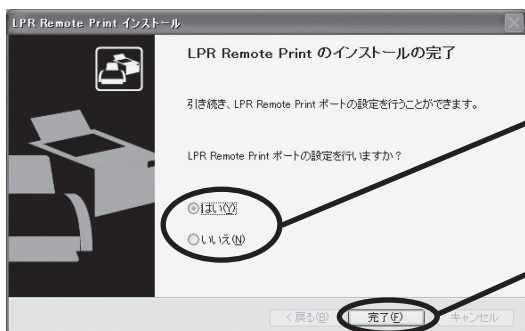 LPR Remote Print インストール
LPR Remote Print のインストールの完了
引き続き、LPR Remote Print ポートの設定を行うことができます。
LPR Remote Print ポートの設定を行いますか？
はい(Y)
いいえ(N)
< 戻る(B)
完了(F)
キャンセル